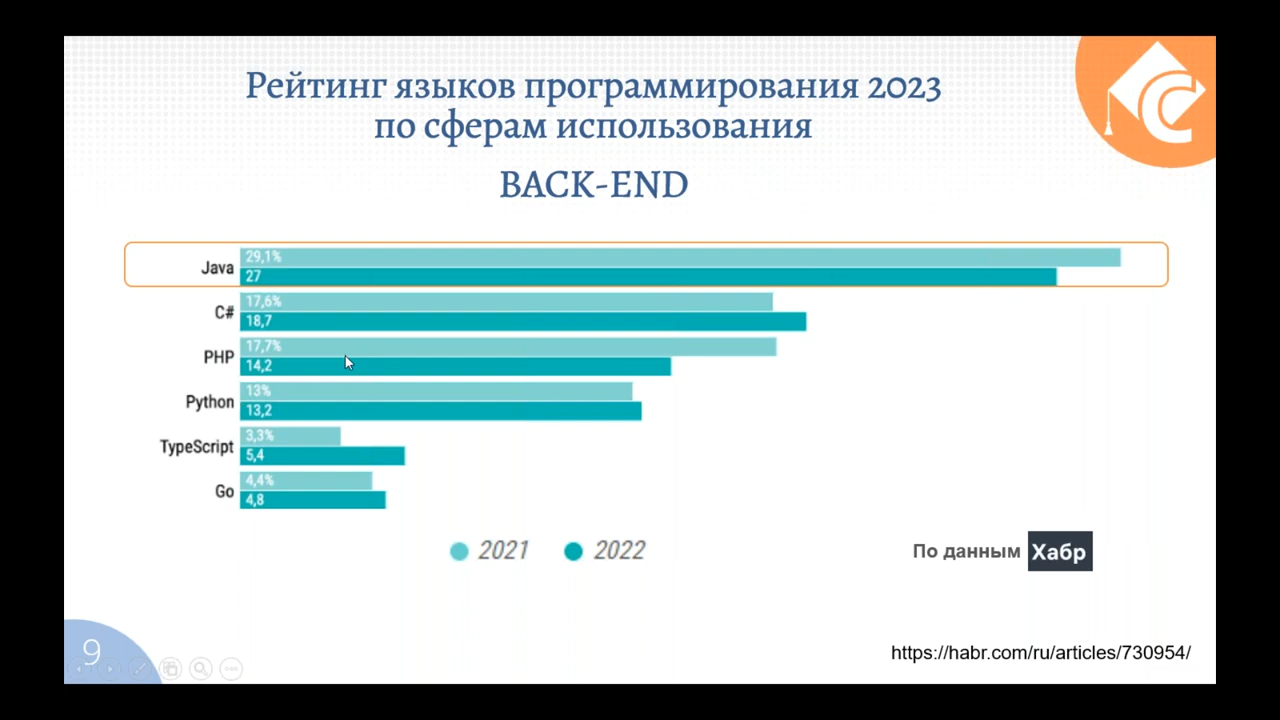 Рейтинг языков программирования 2023
по сферам использования
BACK-END
Java
29,1%
27
C#
17,6%
18,7
PHP
17,7%
14,2
Python
13%
13,2
TypeScript
3,3%
5,4
Go
4,4%
4,8
2021
2022
По данным Хабр
9
https://habr.com/ru/articles/730954/